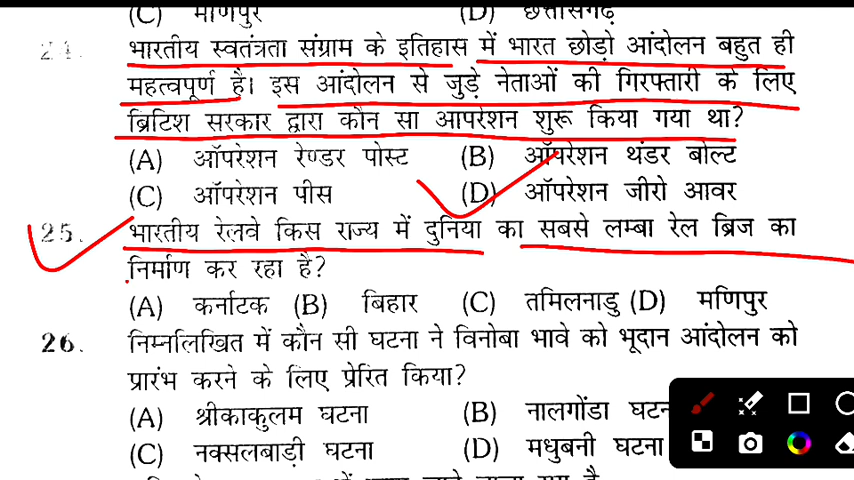 (C) मणिपुर (D) छत्तीसगढ़
24. भारतीय स्वतंत्रता संग्राम के इतिहास में भारत छोड़ो आंदोलन बहुत ही
महत्वपूर्ण है। इस आंदोलन से जुड़े नेताओं की गिरफ्तारी के लिए
ब्रिटिश सरकार द्वारा कौन सा आपरेशन शुरू किया गया था?
(A) ऑपरेशन रेण्डर पोस्ट (B) ऑपरेशन थंडर बोल्ट
(C) ऑपरेशन पीस (D) ऑपरेशन जीरो आवर
25. भारतीय रेलवे किस राज्य में दुनिया का सबसे लम्बा रेल ब्रिज का
निर्माण कर रहा है?
(A) कर्नाटक (B) बिहार (C) तमिलनाडु (D) मणिपुर
26. निम्नलिखित में कौन सी घटना ने विनोबा भावे को भूदान आंदोलन को
प्रारंभ करने के लिए प्रेरित किया?
(A) श्रीकाकुलम घटना (B) नालगोंडा
(C) नक्सलबाड़ी घटना (D) मधुबनी घटना